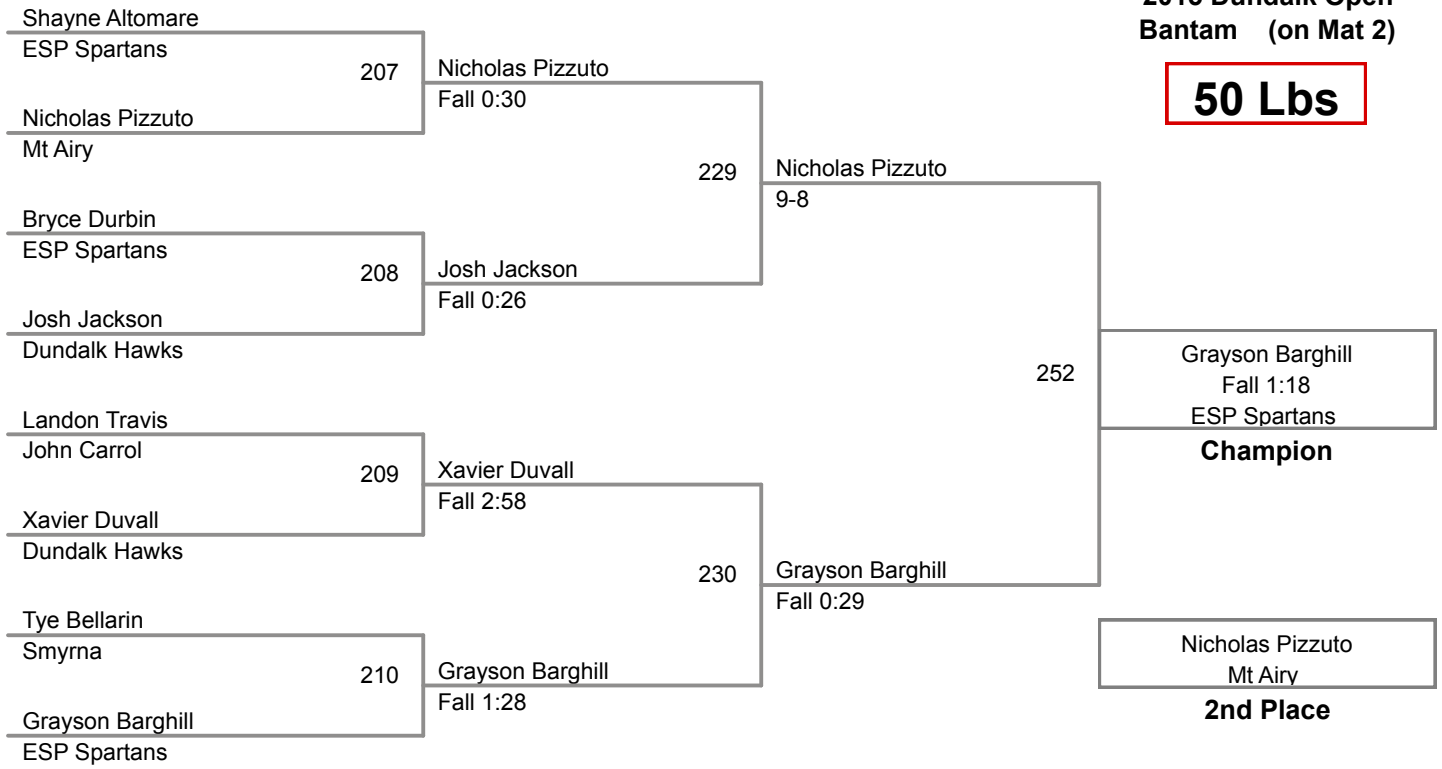 2016 Dundalk Open
Bantam (on Mat 2)
50 Lbs
Shayne Altomare
ESP Spartans
207
Nicholas Pizzuto
Fall 0:30
Nicholas Pizzuto
Mt Airy
229
Nicholas Pizzuto
9-8
Bryce Durbin
ESP Spartans
208
Josh Jackson
Fall 0:26
Josh Jackson
Dundalk Hawks
252
Grayson Barghill
Fall 1:18
ESP Spartans
Champion
Landon Travis
John Carrol
209
Xavier Duvall
Fall 2:58
Xavier Duvall
Dundalk Hawks
230
Grayson Barghill
Fall 0:29
Tye Bellarin
Smyrna
210
Grayson Barghill
Fall 1:28
Grayson Barghill
ESP Spartans
Nicholas Pizzuto
Mt Airy
2nd Place